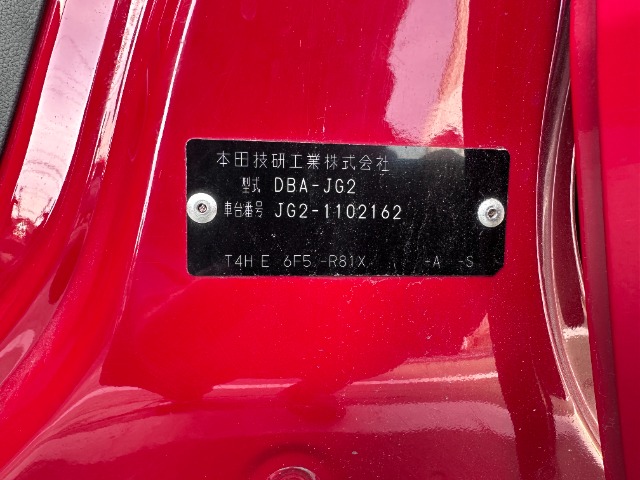 本田技研工業株式会社
型式 DBA-JG2
車台番号 JG2-1102162
T4H E 6F5 -R81X -A -S